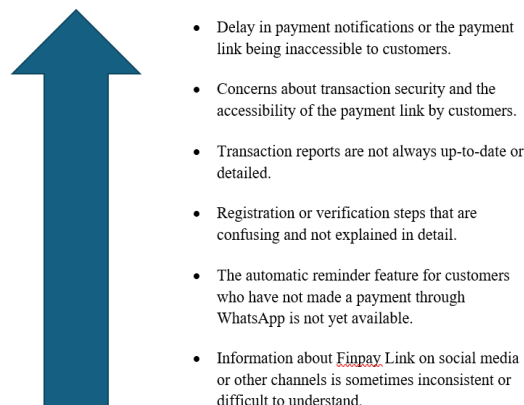 • Delay in payment notifications or the payment
link being inaccessible to customers.
• Concerns about transaction security and the
accessibility of the payment link by customers.
• Transaction reports are not always up-to-date or
detailed.
• Registration or verification steps that are
confusing and not explained in detail.
• The automatic reminder feature for customers
who have not made a payment through
WhatsApp is not yet available.
• Information about Finpay Link on social media
or other channels is sometimes inconsistent or
difficult to understand.